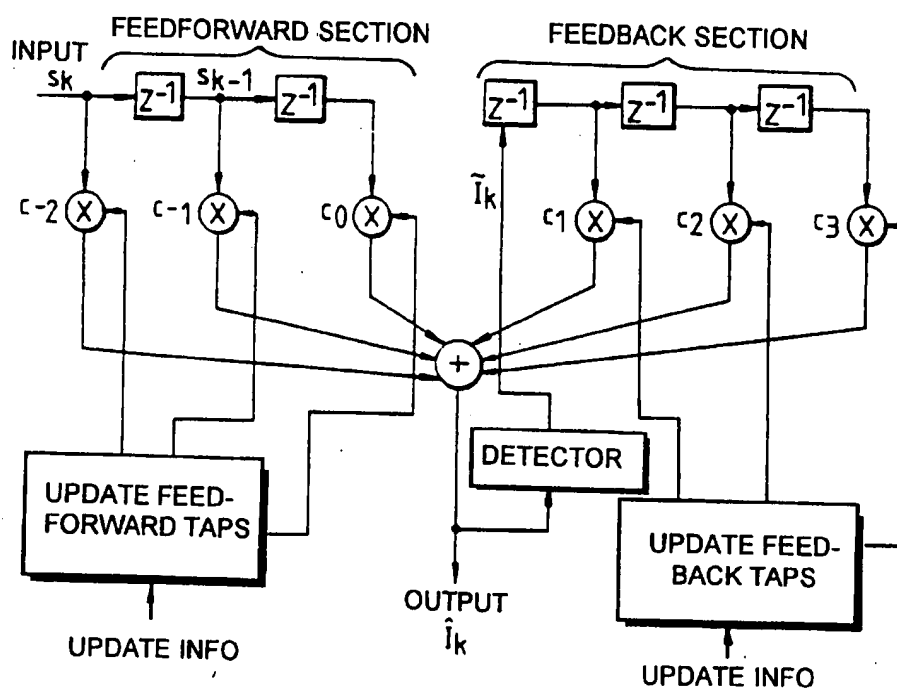 FEEDFORWARD SECTION
FEEDBACK SECTION
INPUT
sk
z-1
sk-1
z-1
z-1
z-1
z-1
Ĩk
c-2
X
c-1
X
c0
X
c1
X
c2
X
c3
X
+
DETECTOR
UPDATE FEED-
FORWARD TAPS
UPDATE FEED-
BACK TAPS
OUTPUT
Îk
UPDATE INFO
UPDATE INFO